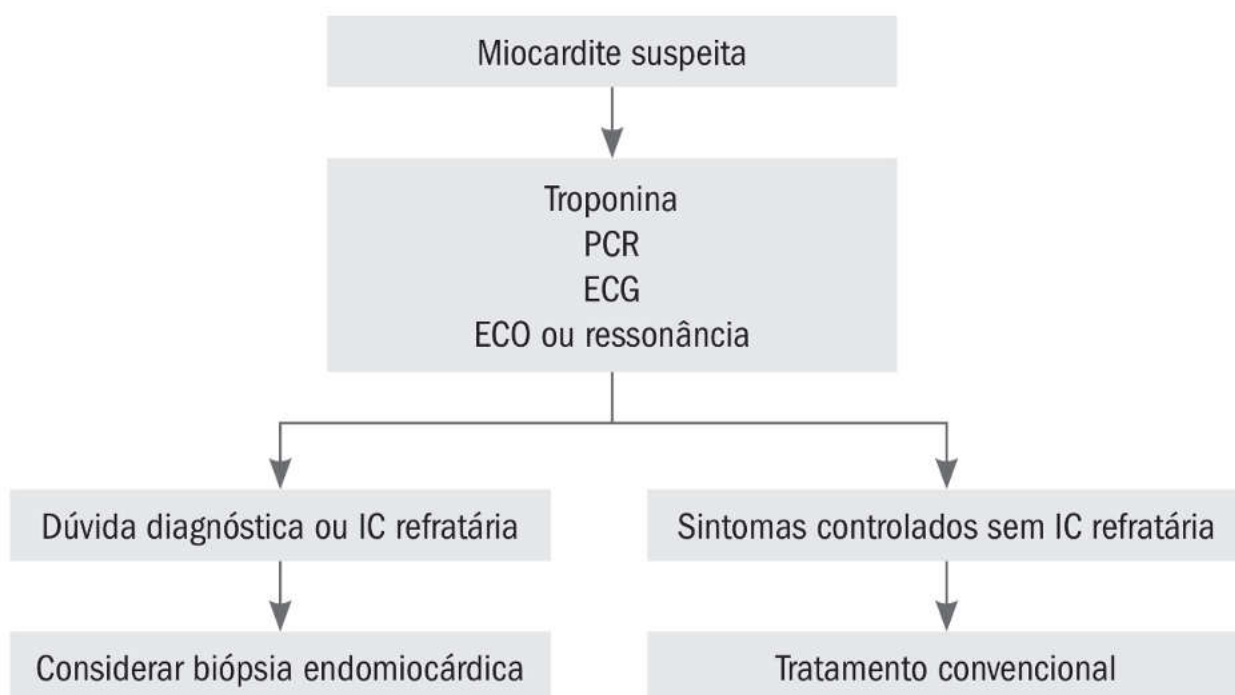 Miocardite suspeita
Troponina
PCR
ECG
ECO ou ressonância
Dúvida diagnóstica ou IC refratária
Sintomas controlados sem IC refratária
Considerar biópsia endomiocárdica
Tratamento convencional